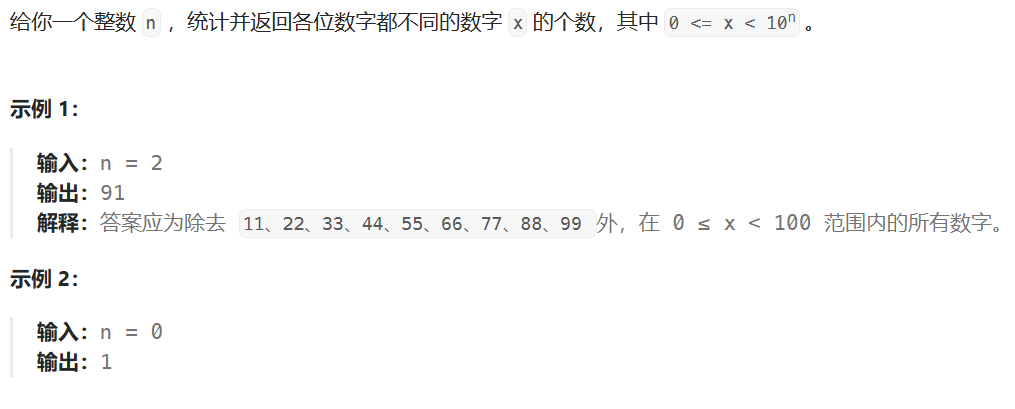 给你一个整数 n ，统计并返回各位数字都不同的数字 x 的个数，其中 0 <= x < 10ⁿ 。
示例 1：
输入：n = 2
输出：91
解释：答案应为除去 11、22、33、44、55、66、77、88、99 外，在 0 ≤ x < 100 范围内的所有数字。
示例 2：
输入：n = 0
输出：1